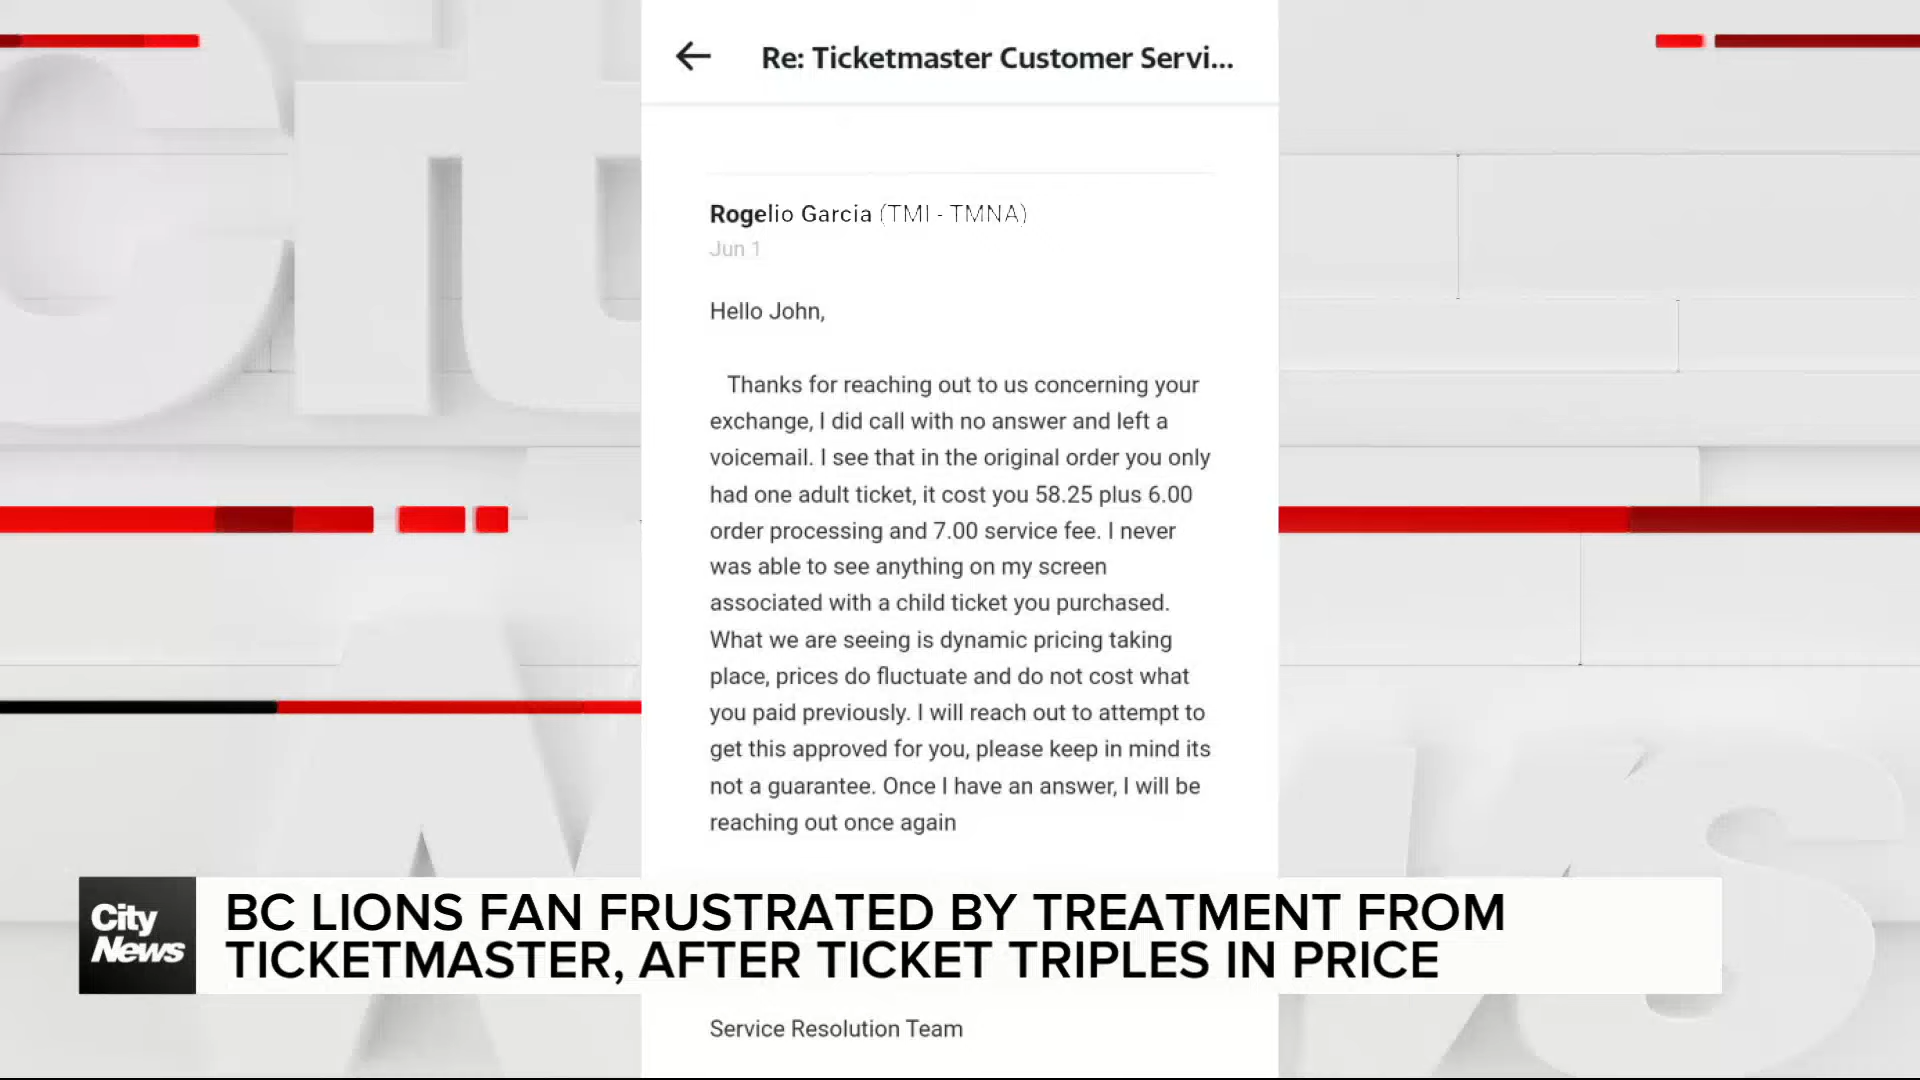 Re: Ticketmaster Customer Servi...
Rogelio Garcia (TMI - TMNA)
Jun 1
Hello John,
Thanks for reaching out to us concerning your
exchange, I did call with no answer and left a
voicemail. I see that in the original order you only
had one adult ticket, it cost you 58.25 plus 6.00
order processing and 7.00 service fee. I never
was able to see anything on my screen
associated with a child ticket you purchased.
What we are seeing is dynamic pricing taking
place, prices do fluctuate and do not cost what
you paid previously. I will reach out to attempt to
get this approved for you, please keep in mind its
not a guarantee. Once I have an answer, I will be
reaching out once again
City
News
BC LIONS FAN FRUSTRATED BY TREATMENT FROM
TICKETMASTER, AFTER TICKET TRIPLES IN PRICE
Service Resolution Team